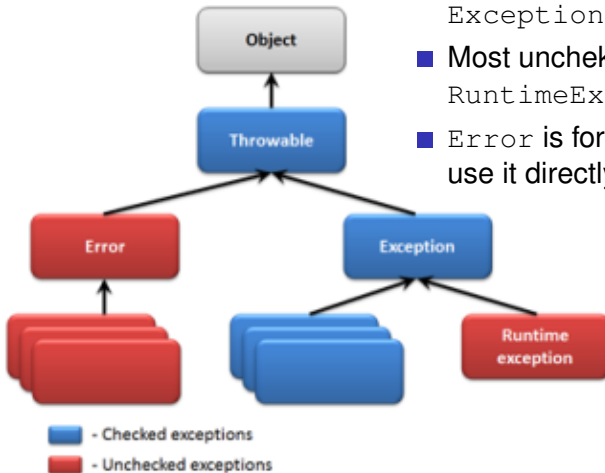 Object
Throwable
Error
Exception
Runtime
exception
- Checked exceptions
- Unchecked exceptions
Exception
Most unchek
RuntimeEx
Error is for
use it directly